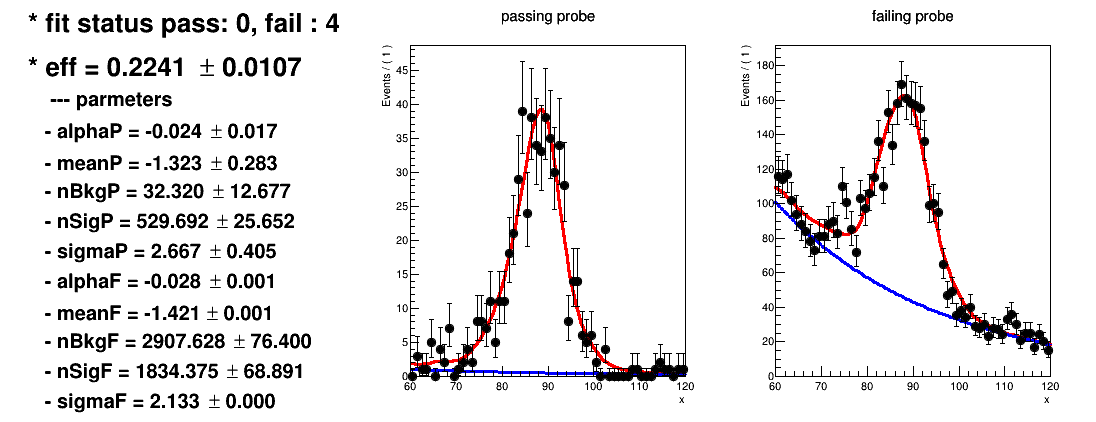 * fit status pass: 0, fail : 4
* eff = 0.2241 ± 0.0107
--- parmeters
- alphaP = -0.024 ± 0.017
- meanP = -1.323 ± 0.283
- nBkgP = 32.320 ± 12.677
- nSigP = 529.692 ± 25.652
- sigmaP = 2.667 ± 0.405
- alphaF = -0.028 ± 0.001
- meanF = -1.421 ± 0.001
- nBkgF = 2907.628 ± 76.400
- nSigF = 1834.375 ± 68.891
- sigmaF = 2.133 ± 0.000
passing probe
Events / ( 1 )
45
40
35
30
25
20
15
10
5
0
60 70 80 90 100 110 120
x
failing probe
Events / ( 1 )
180
160
140
120
100
80
60
40
20
0
60 70 80 90 100 110 120
x